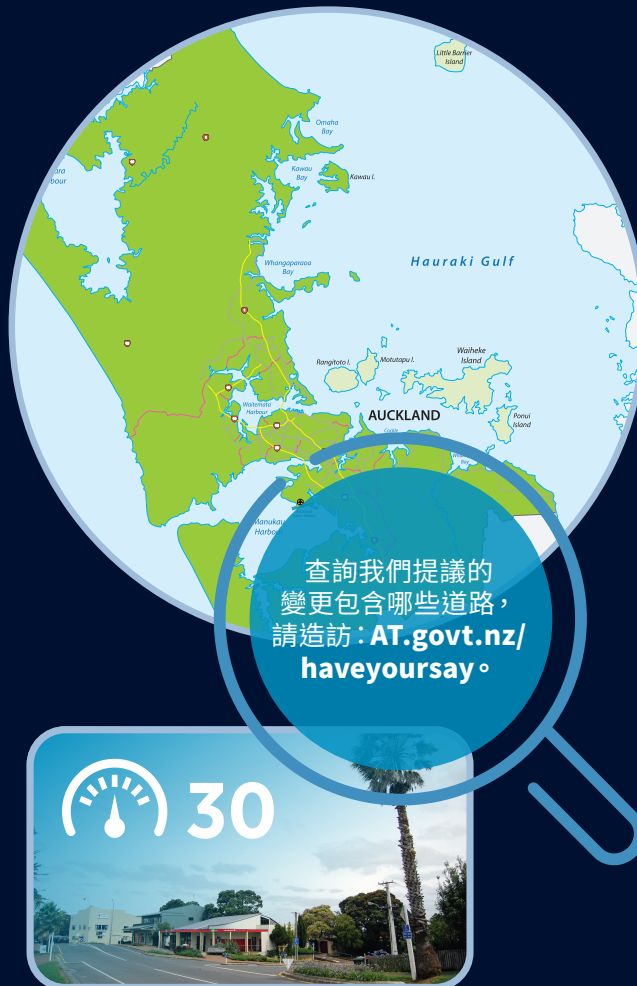 Little Barrier
Island
Omaha
Bay
Kawau
Bay
Kawau I.
Whangaparaoa
Bay
Hauraki Gulf
Rangitoto I.
Motutapu I.
Waiheke
Island
Waitemata
Harbour
AUCKLAND
Ponui
Island
Manukau
Harbour
查詢我們提議的
變更包含哪些道路，
請造訪：AT.govt.nz/
haveyoursay。
30